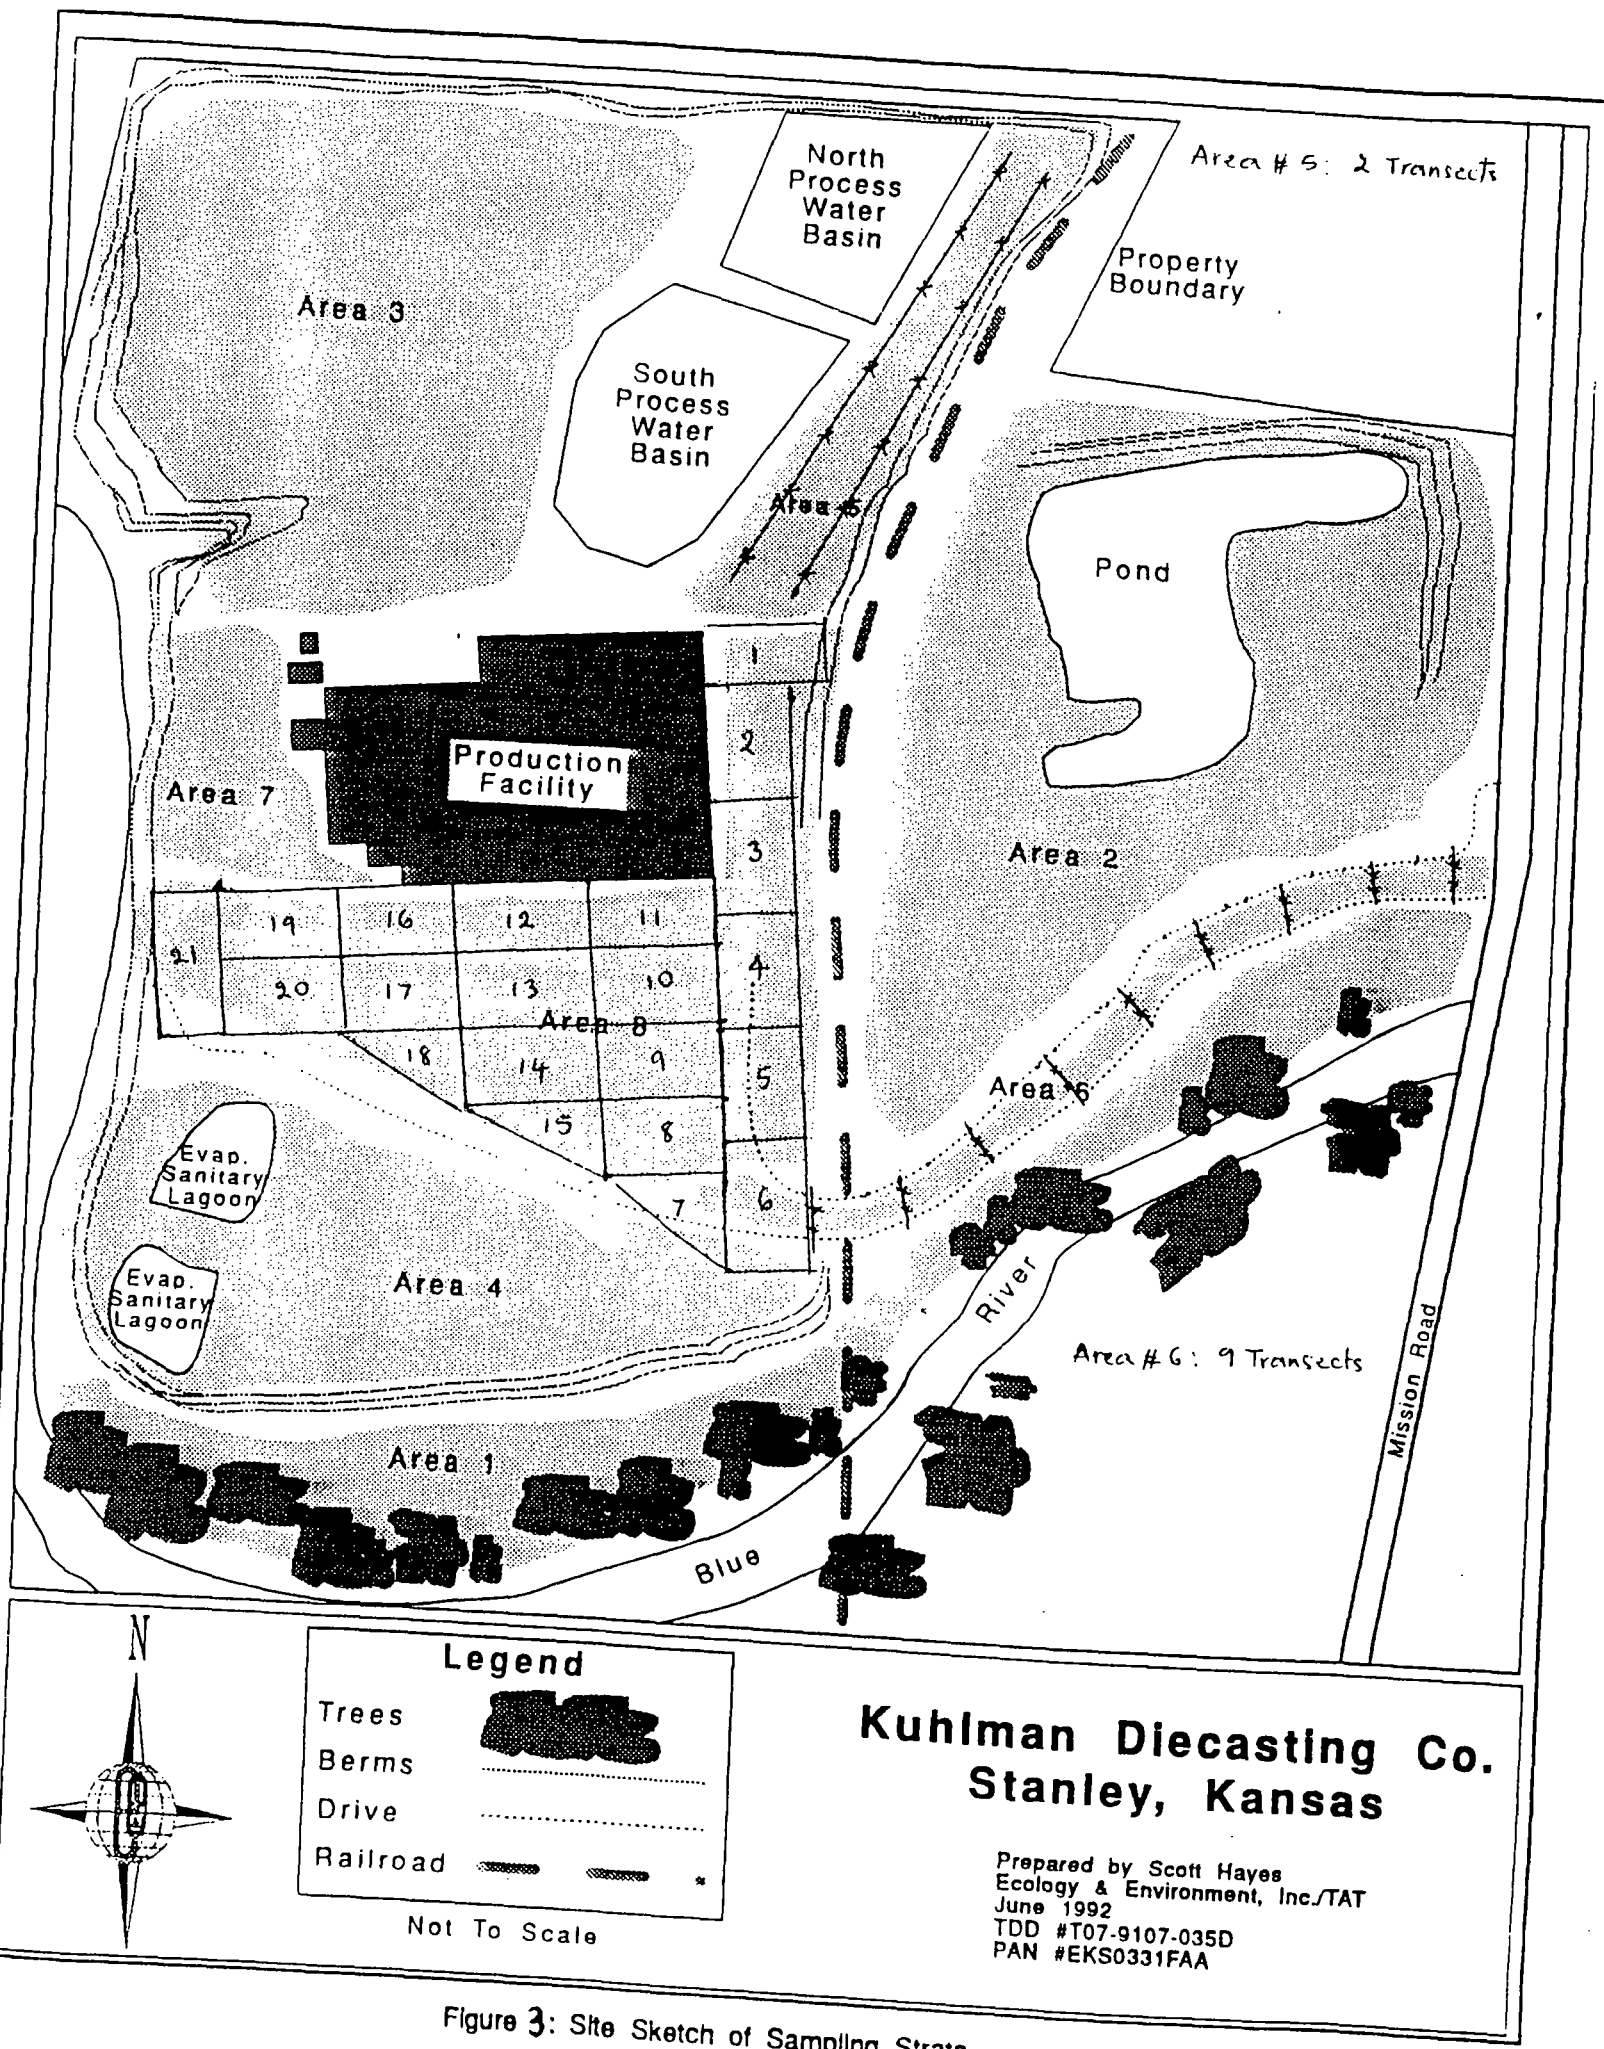 North
Process
Water
Basin
Area # 5: 2 Transects
Property
Boundary
Area 3
South
Process
Water
Basin
Area 5
Pond
1
2
Production
Facility
Area 7
3
Area 2
19
16
12
11
21
4
20
17
13
10
Area 8
18
14
9
5
Area 6
15
8
Evap.
Sanitary
Lagoon
7
6
Area 4
Evap.
Sanitary
Lagoon
River
Area # 6: 9 Transects
Mission Road
Area 1
Blue
N
Legend
Trees
Berms
Drive
Railroad
Not To Scale
Kuhlman Diecasting Co.
Stanley, Kansas
Prepared by Scott Hayes
Ecology & Environment, Inc./TAT
June 1992
TDD #T07-9107-035D
PAN #EKS0331FAA
Figure 3: Site Sketch of Sampling Strata